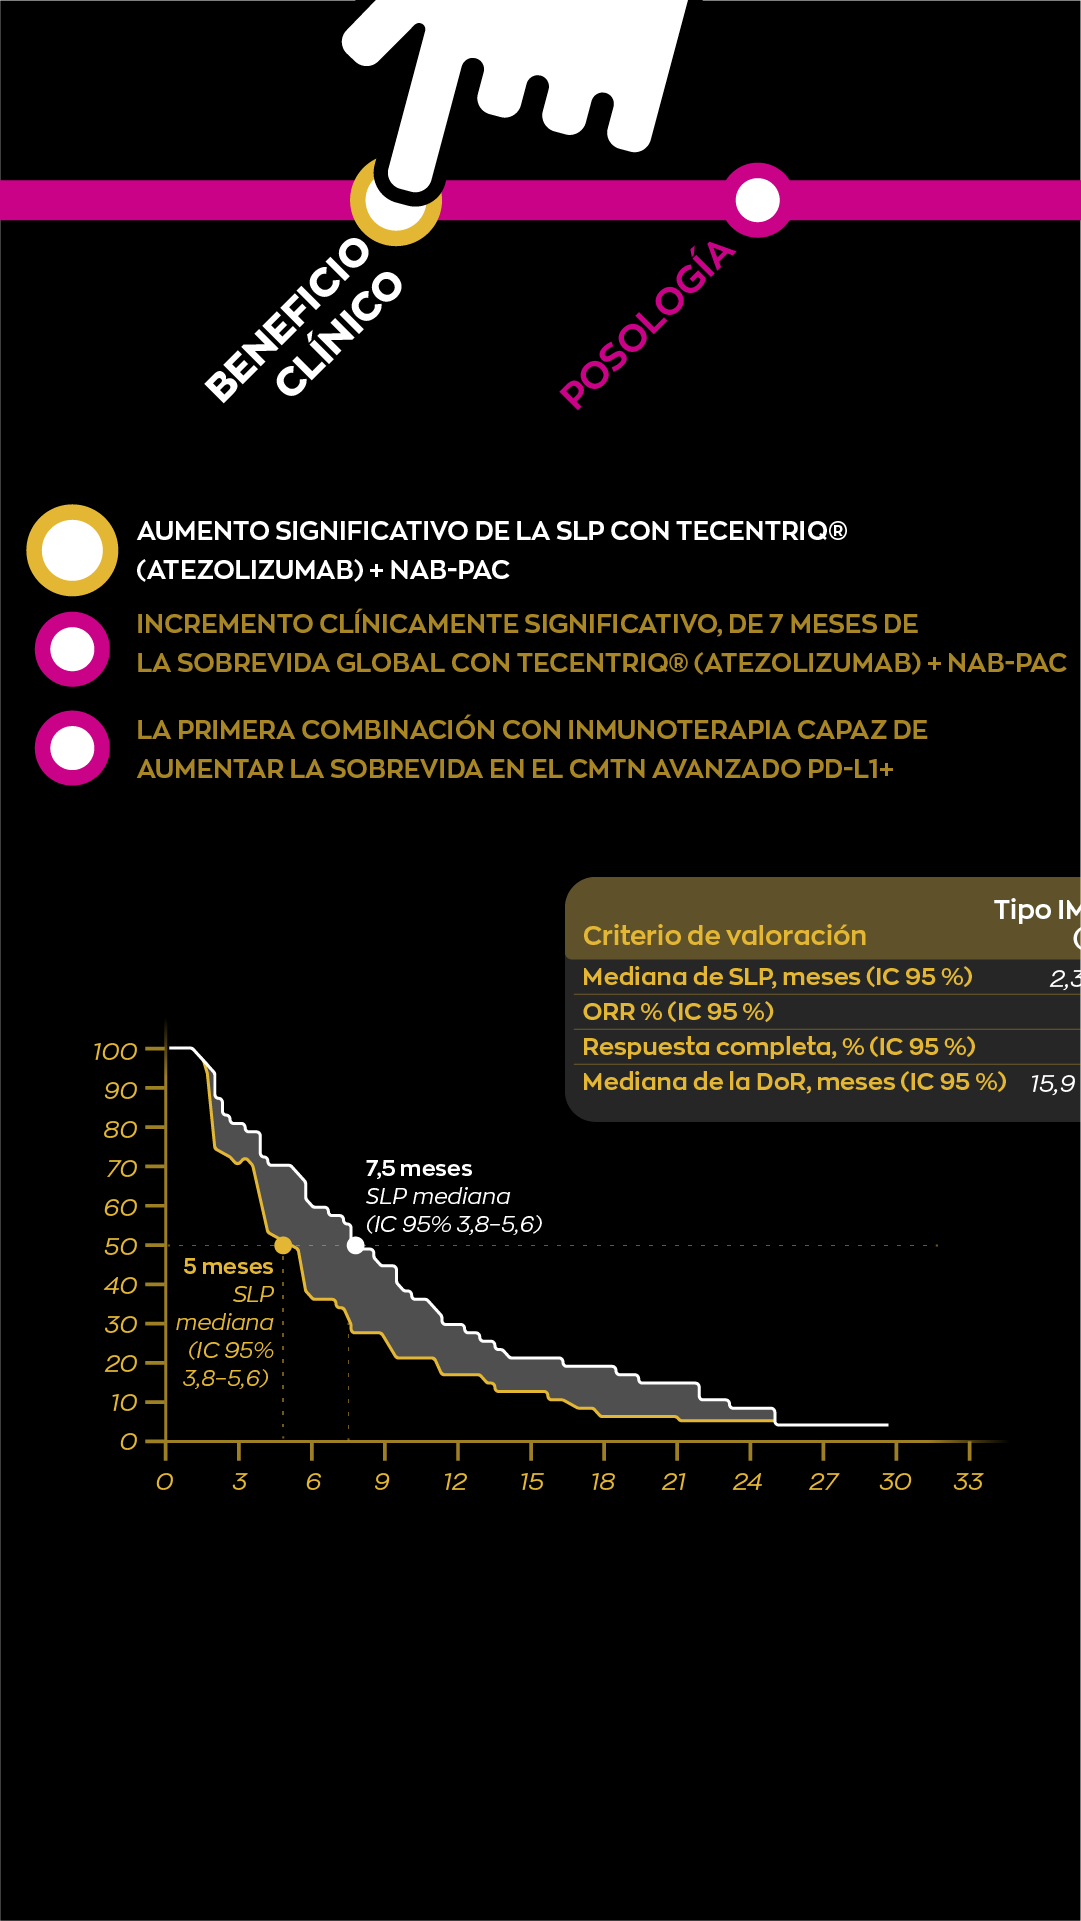 BENEFICIO
CLÍNICO
POSOLOGÍA
AUMENTO SIGNIFICATIVO DE LA SLP CON TECENTRIQ®
(ATEZOLIZUMAB) + NAB-PAC
INCREMENTO CLÍNICAMENTE SIGNIFICATIVO, DE 7 MESES DE
LA SOBREVIDA GLOBAL CON TECENTRIQ® (ATEZOLIZUMAB) + NAB-PAC
LA PRIMERA COMBINACIÓN CON INMUNOTERAPIA CAPAZ DE
AUMENTAR LA SOBREVIDA EN EL CMTN AVANZADO PD-L1+
Tipo
Criterio de valoración
Mediana de SLP, meses (IC 95 %)
ORR % (IC 95 %)
Respuesta completa, % (IC 95 %)
Mediana de la DoR, meses (IC 95 %) 15,9
100
90
80
70
60
50
40
30
20
10
0
7,5 meses
SLP mediana
(IC 95% 3,8–5,6)
5 meses
SLP
mediana
(IC 95%
3,8–5,6)
0 3 6 9 12 15 18 21 24 27 30 33